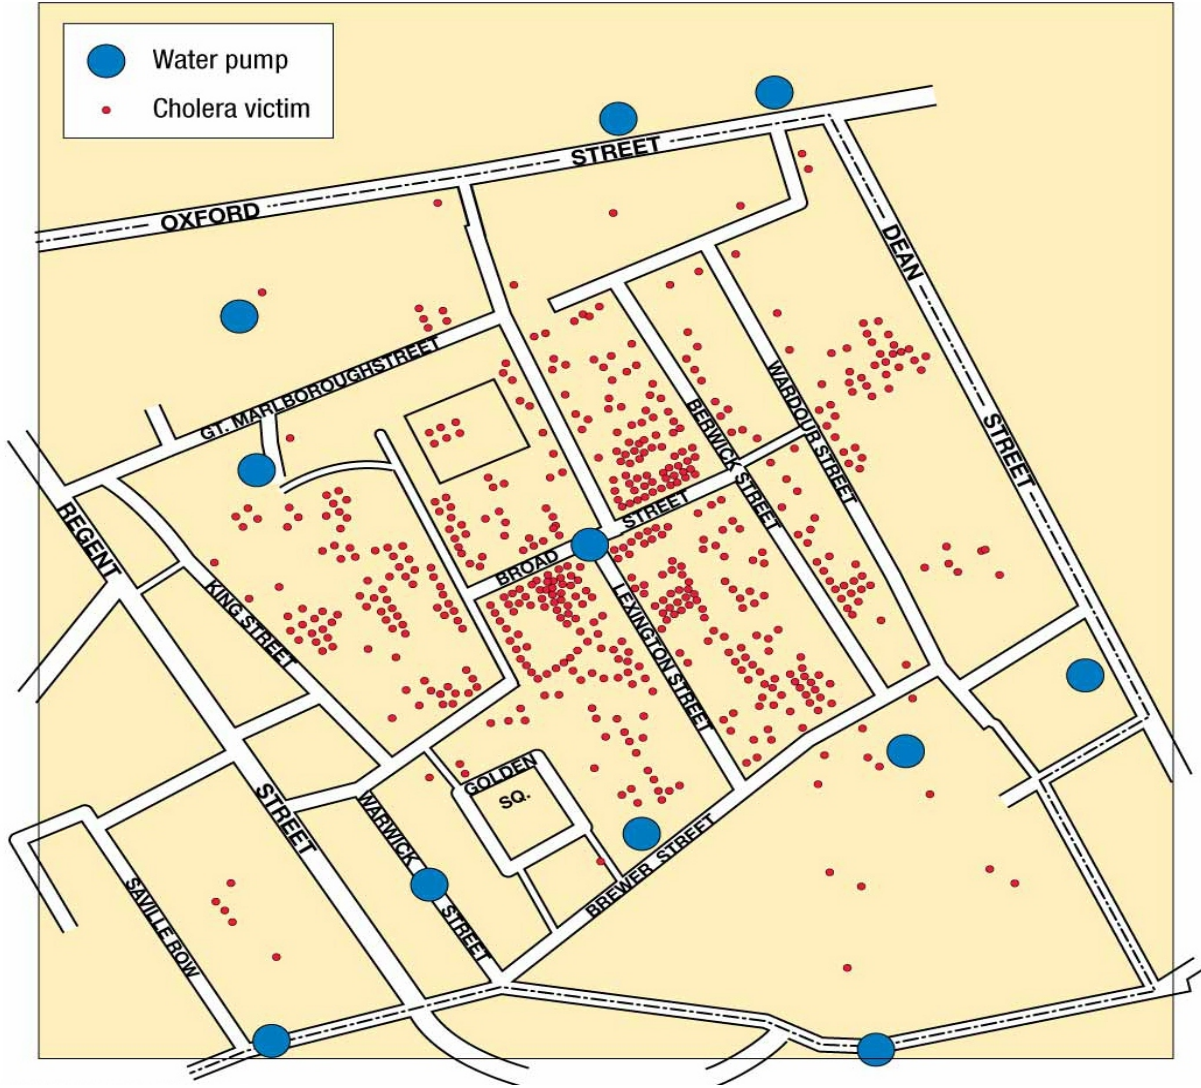 Water pump
Cholera victim
OXFORD
STREET
DEAN
STREET
GT. MARLBOROUGHSTREET
BERWICK STREET
WARDOUR STREET
REGENT
STREET
KING STREET
BROAD
STREET
LEXINGTON STREET
GOLDEN
SQ.
WARWICK
STREET
BREWER STREET
SAVILLE ROW